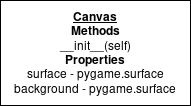 Canvas
Methods
__init__(self)
Properties
surface - pygame.surface
background - pygame.surface